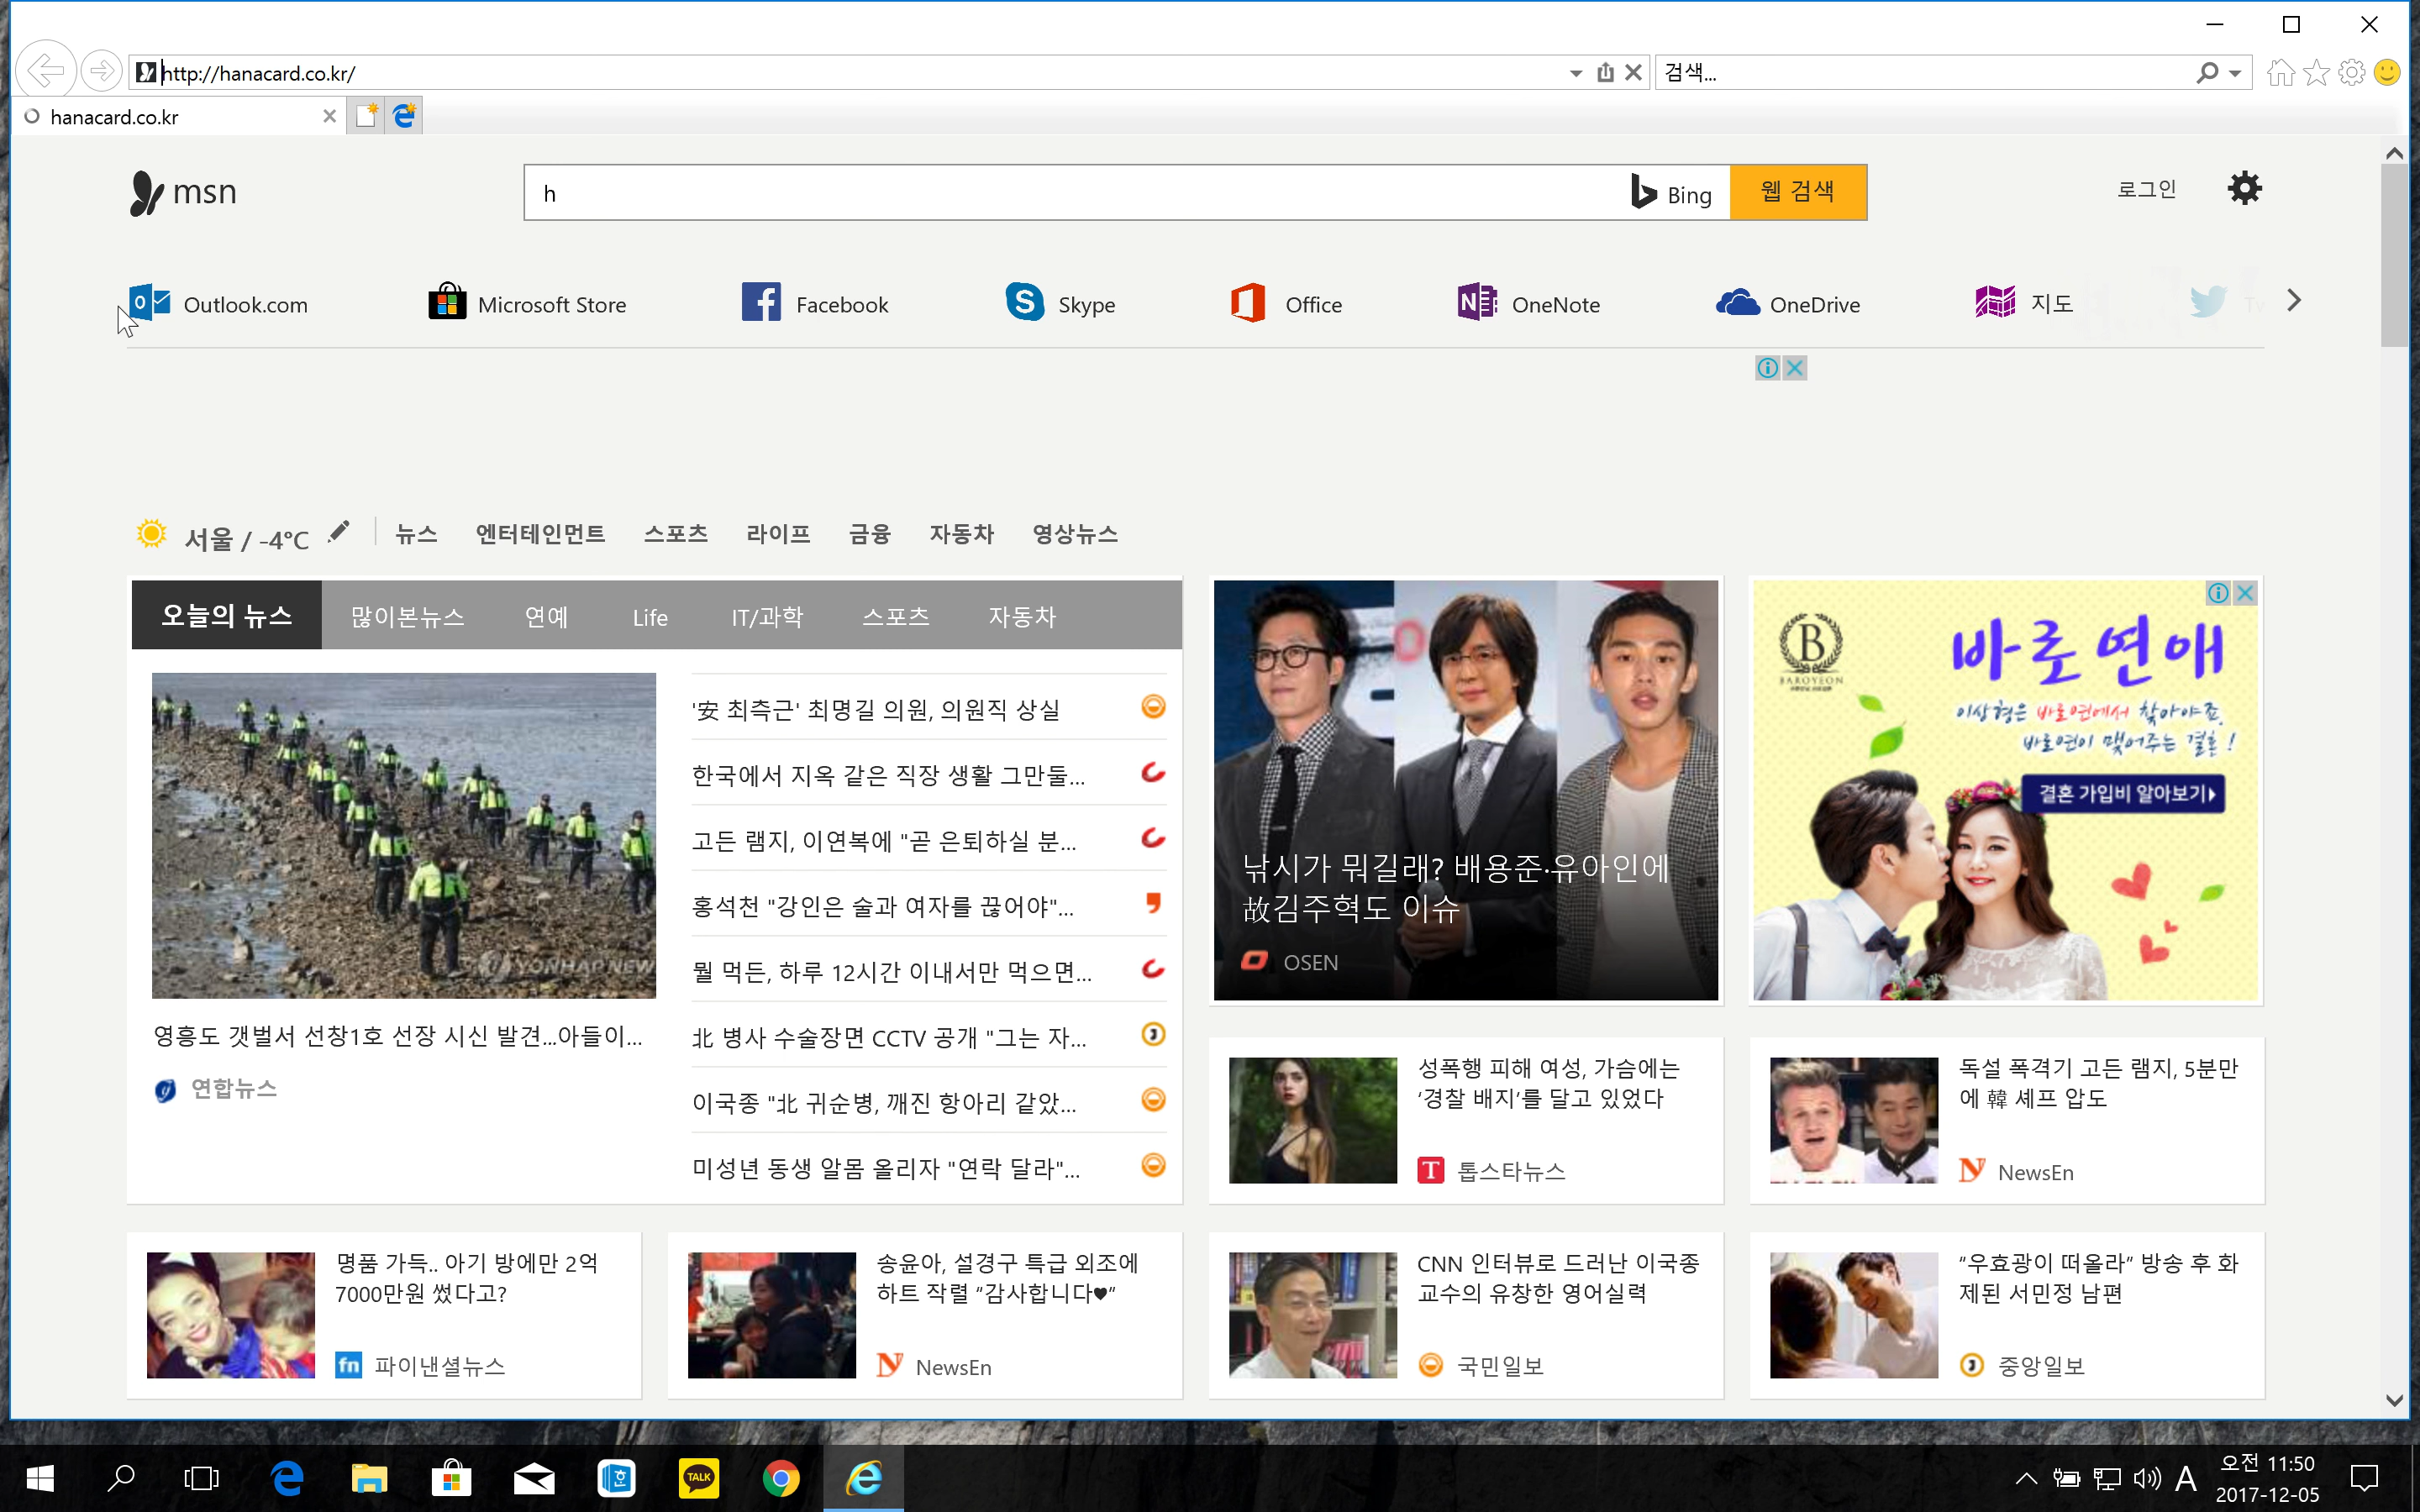 http://hanacard.co.kr/
검색...
hanacard.co.kr
msn
h
Bing
웹 검색
로그인
Outlook.com
Microsoft Store
Facebook
Skype
Office
OneNote
OneDrive
지도
Tv
서울 / -4°C
뉴스
엔터테인먼트
스포츠
라이프
금융
자동차
영상뉴스
오늘의 뉴스
많이본뉴스
연예
Life
IT/과학
스포츠
자동차
YONHAP NEW
영흥도 갯벌서 선창1호 선장 시신 발견...아들이...
연합뉴스
'安 최측근' 최명길 의원, 의원직 상실
한국에서 지옥 같은 직장 생활 그만둘...
고든 램지, 이연복에 "곧 은퇴하실 분...
홍석천 "강인은 술과 여자를 끊어야"...
뭘 먹든, 하루 12시간 이내서만 먹으면...
北 병사 수술장면 CCTV 공개 "그는 자...
이국종 "北 귀순병, 깨진 항아리 같았...
미성년 동생 알몸 올리자 "연락 달라"...
낚시가 뭐길래? 배용준·유아인에
故김주혁도 이슈
OSEN
B
BAROYEON
바로연애
이상형은 바로연에서 찾아야죠.
바로연이 맺어주는 결혼!
결혼 가입비 알아보기
성폭행 피해 여성, 가슴에는
‘경찰 배지’를 달고 있었다
T 톱스타뉴스
독설 폭격기 고든 램지, 5분만
에 韓 셰프 압도
N NewsEn
명품 가득.. 아기 방에만 2억
7000만원 썼다고?
fn 파이낸셜뉴스
송윤아, 설경구 특급 외조에
하트 작렬 “감사합니다♥”
N NewsEn
CNN 인터뷰로 드러난 이국종
교수의 유창한 영어실력
국민일보
“우효광이 떠올라” 방송 후 화
제된 서민정 남편
중앙일보
TALK
A
오전 11:50
2017-12-05